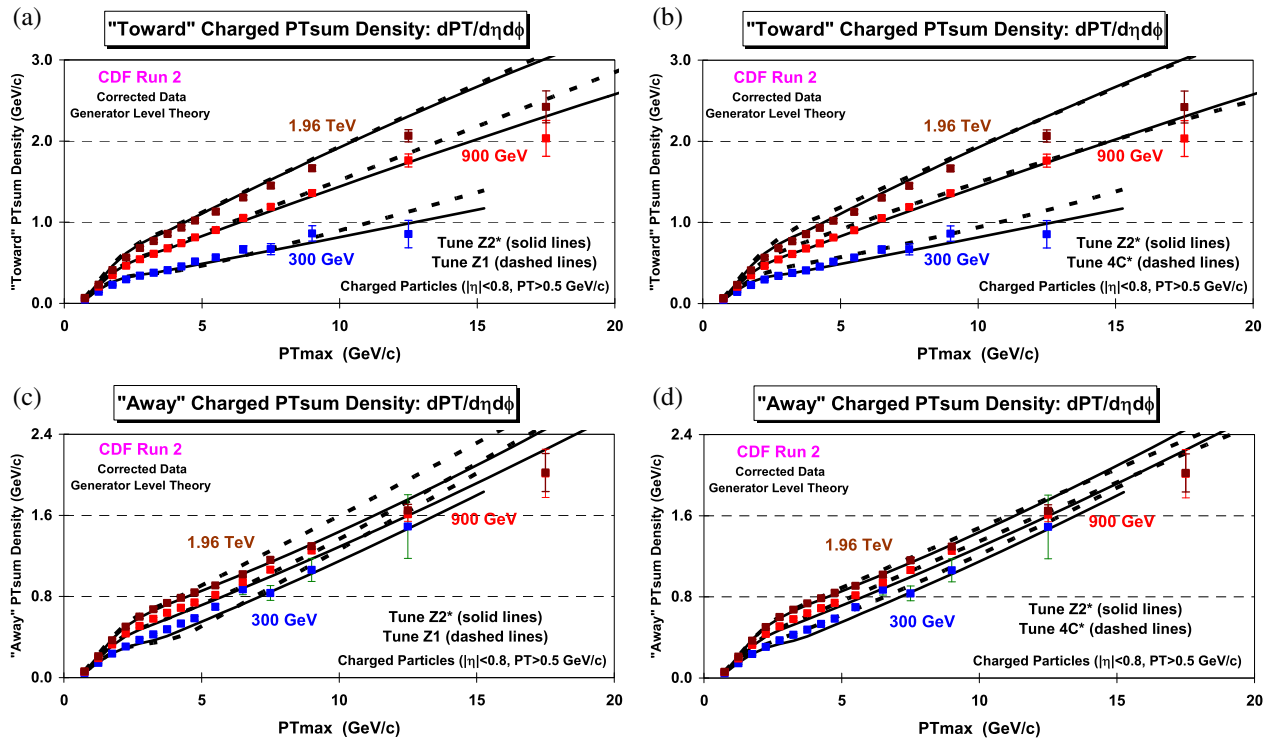 (a)
"Toward" Charged PTsum Density: dPT/dηdϕ
"Toward" PTsum Density (GeV/c)
3.0
2.0
1.0
0.0
CDF Run 2
Corrected Data
Generator Level Theory
1.96 TeV
900 GeV
300 GeV
Tune Z2* (solid lines)
Tune Z1 (dashed lines)
Charged Particles (|η|<0.8, PT>0.5 GeV/c)
0 5 10 15 20
PTmax (GeV/c)
(b)
"Toward" Charged PTsum Density: dPT/dηdϕ
"Toward" PTsum Density (GeV/c)
3.0
2.0
1.0
0.0
CDF Run 2
Corrected Data
Generator Level Theory
1.96 TeV
900 GeV
300 GeV
Tune Z2* (solid lines)
Tune 4C* (dashed lines)
Charged Particles (|η|<0.8, PT>0.5 GeV/c)
0 5 10 15 20
PTmax (GeV/c)
(c)
"Away" Charged PTsum Density: dPT/dηdϕ
"Away" PTsum Density (GeV/c)
2.4
1.6
0.8
0.0
CDF Run 2
Corrected Data
Generator Level Theory
1.96 TeV
900 GeV
300 GeV
Tune Z2* (solid lines)
Tune Z1 (dashed lines)
Charged Particles (|η|<0.8, PT>0.5 GeV/c)
0 5 10 15 20
PTmax (GeV/c)
(d)
"Away" Charged PTsum Density: dPT/dηdϕ
"Away" PTsum Density (GeV/c)
2.4
1.6
0.8
0.0
CDF Run 2
Corrected Data
Generator Level Theory
1.96 TeV
900 GeV
300 GeV
Tune Z2* (solid lines)
Tune 4C* (dashed lines)
Charged Particles (|η|<0.8, PT>0.5 GeV/c)
0 5 10 15 20
PTmax (GeV/c)